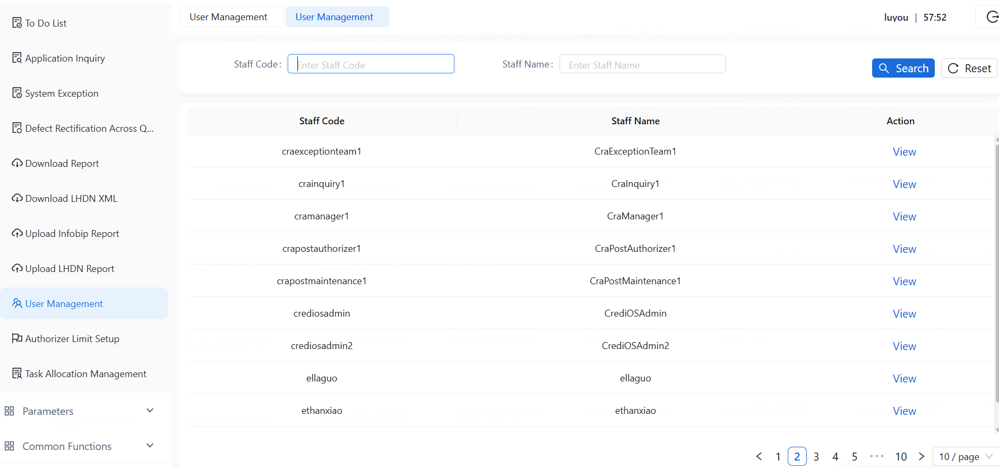 To Do List
Application Inquiry
System Exception
Defect Rectification Across Q...
Download Report
Download LHDN XML
Upload Infobip Report
Upload LHDN Report
User Management
Authorizer Limit Setup
Task Allocation Management
Parameters
Common Functions
User Management User Management
luyou | 57:52
Staff Code : Enter Staff Code Staff Name : Enter Staff Name Search Reset
Staff Code Staff Name Action
craexceptionteam1 CraExceptionTeam1 View
crainquiry1 CraInquiry1 View
cramanager1 CraManager1 View
crapostauthorizer1 CraPostAuthorizer1 View
crapostmaintenance1 CraPostMaintenance1 View
crediosadmin CrediOSAdmin View
crediosadmin2 CrediOSAdmin2 View
ellaguo ellaguo View
ethanxiao ethanxiao View
< 1 2 3 4 5 ••• 10 > 10 / page